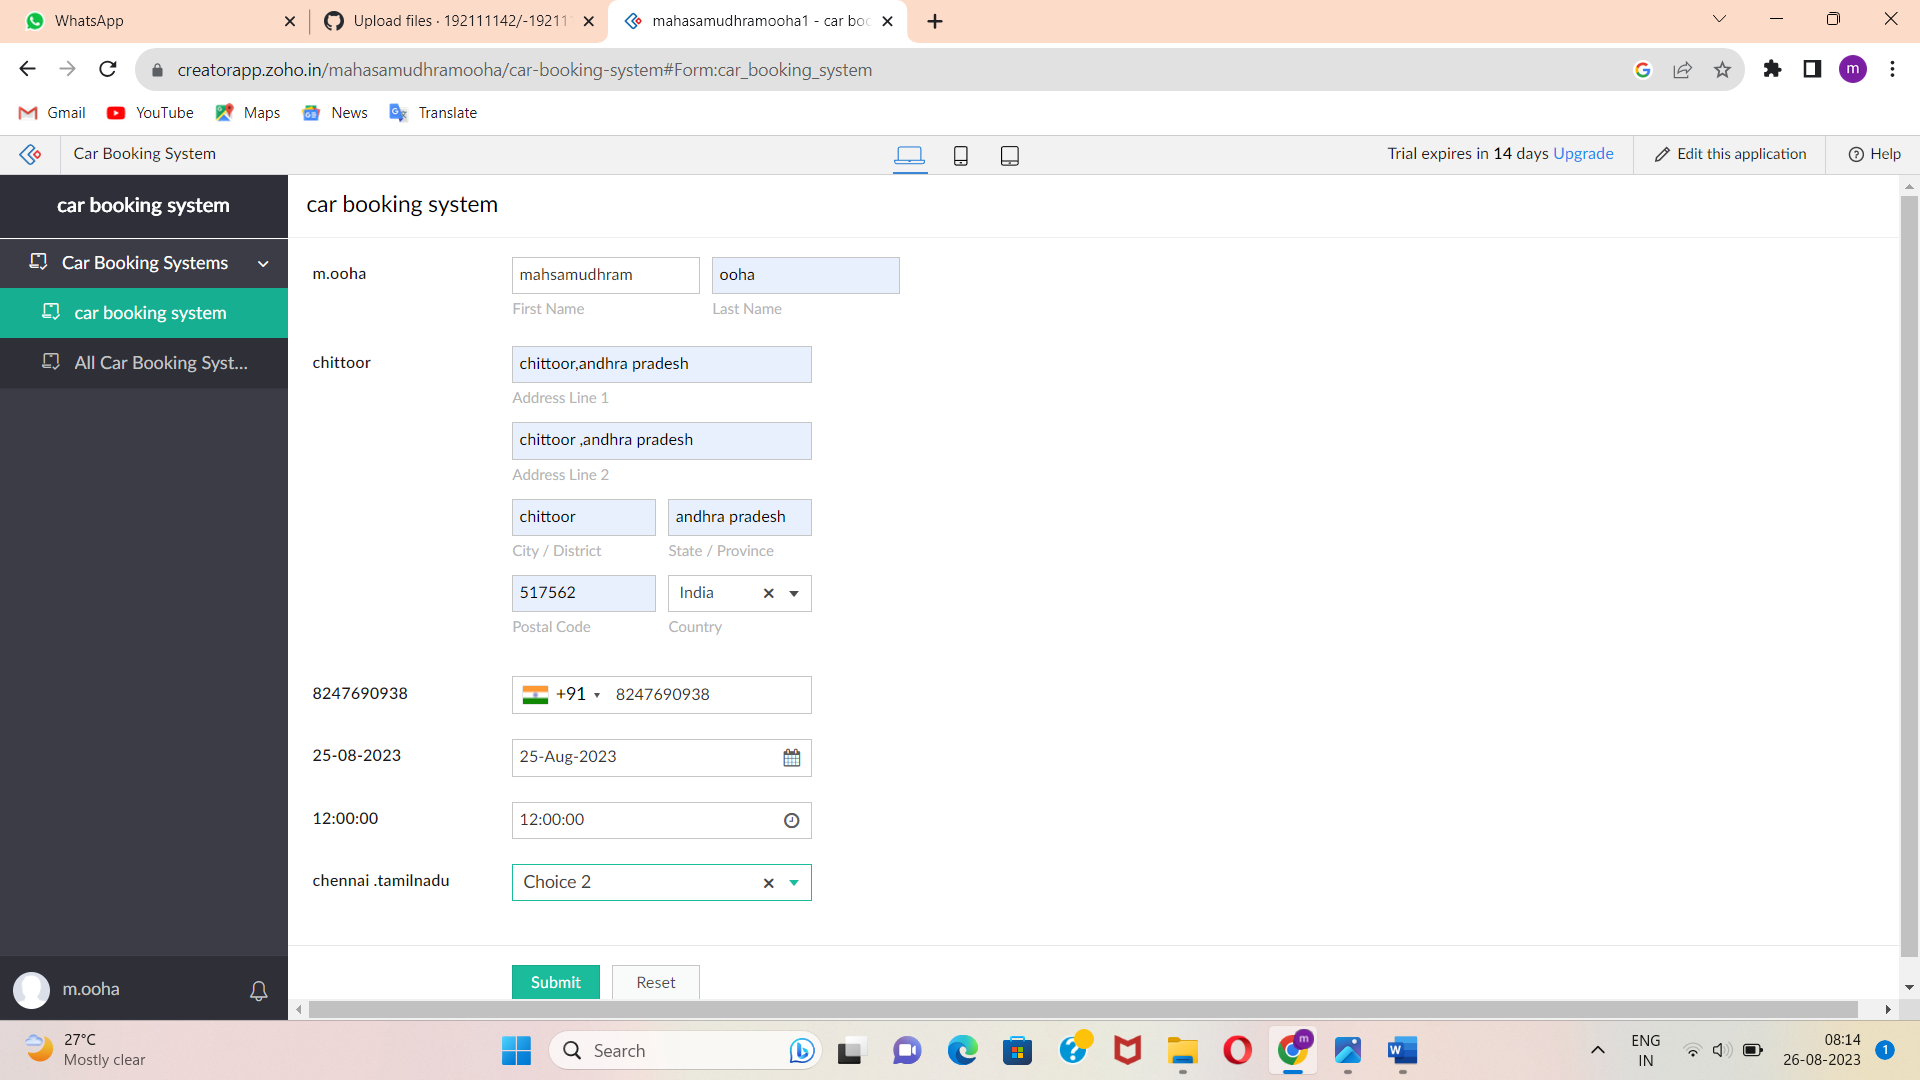 WhatsApp
Upload files · 192111142/-19211
mahasamudhramooha1 - car boo
creatorapp.zoho.in/mahasamudhramooha/car-booking-system#Form:car_booking_system
m
Gmail
YouTube
Maps
News
Translate
Car Booking System
Trial expires in 14 days Upgrade
Edit this application
Help
car booking system
car booking system
Car Booking Systems
car booking system
All Car Booking Syst...
m.ooha
mahsamudhram
ooha
First Name
Last Name
chittoor
chittoor,andhra pradesh
Address Line 1
chittoor ,andhra pradesh
Address Line 2
chittoor
andhra pradesh
City / District
State / Province
517562
India
Postal Code
Country
8247690938
+91
8247690938
25-08-2023
25-Aug-2023
12:00:00
12:00:00
chennai .tamilnadu
Choice 2
Submit
Reset
m.ooha
27°C
Mostly clear
Search
m
ENG
IN
08:14
26-08-2023
1